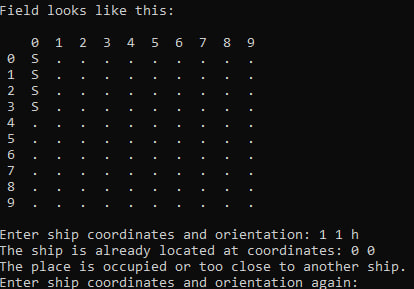 Field looks like this:
0 1 2 3 4 5 6 7 8 9
0 S . . . . . . . . .
1 S . . . . . . . . .
2 S . . . . . . . . .
3 S . . . . . . . . .
4 . . . . . . . . . .
5 . . . . . . . . . .
6 . . . . . . . . . .
7 . . . . . . . . . .
8 . . . . . . . . . .
9 . . . . . . . . . .
Enter ship coordinates and orientation: 1 1 h
The ship is already located at coordinates: 0 0
The place is occupied or too close to another ship.
Enter ship coordinates and orientation again: